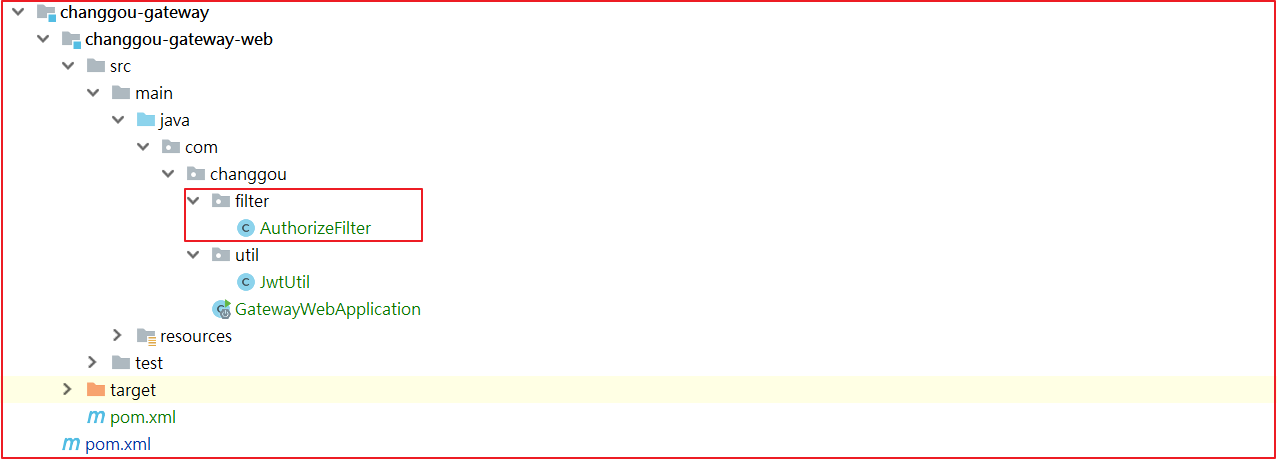 changgou-gateway
changgou-gateway-web
src
main
java
com
changgou
filter
AuthorizeFilter
util
JwtUtil
GatewayWebApplication
resources
test
target
pom.xml
pom.xml